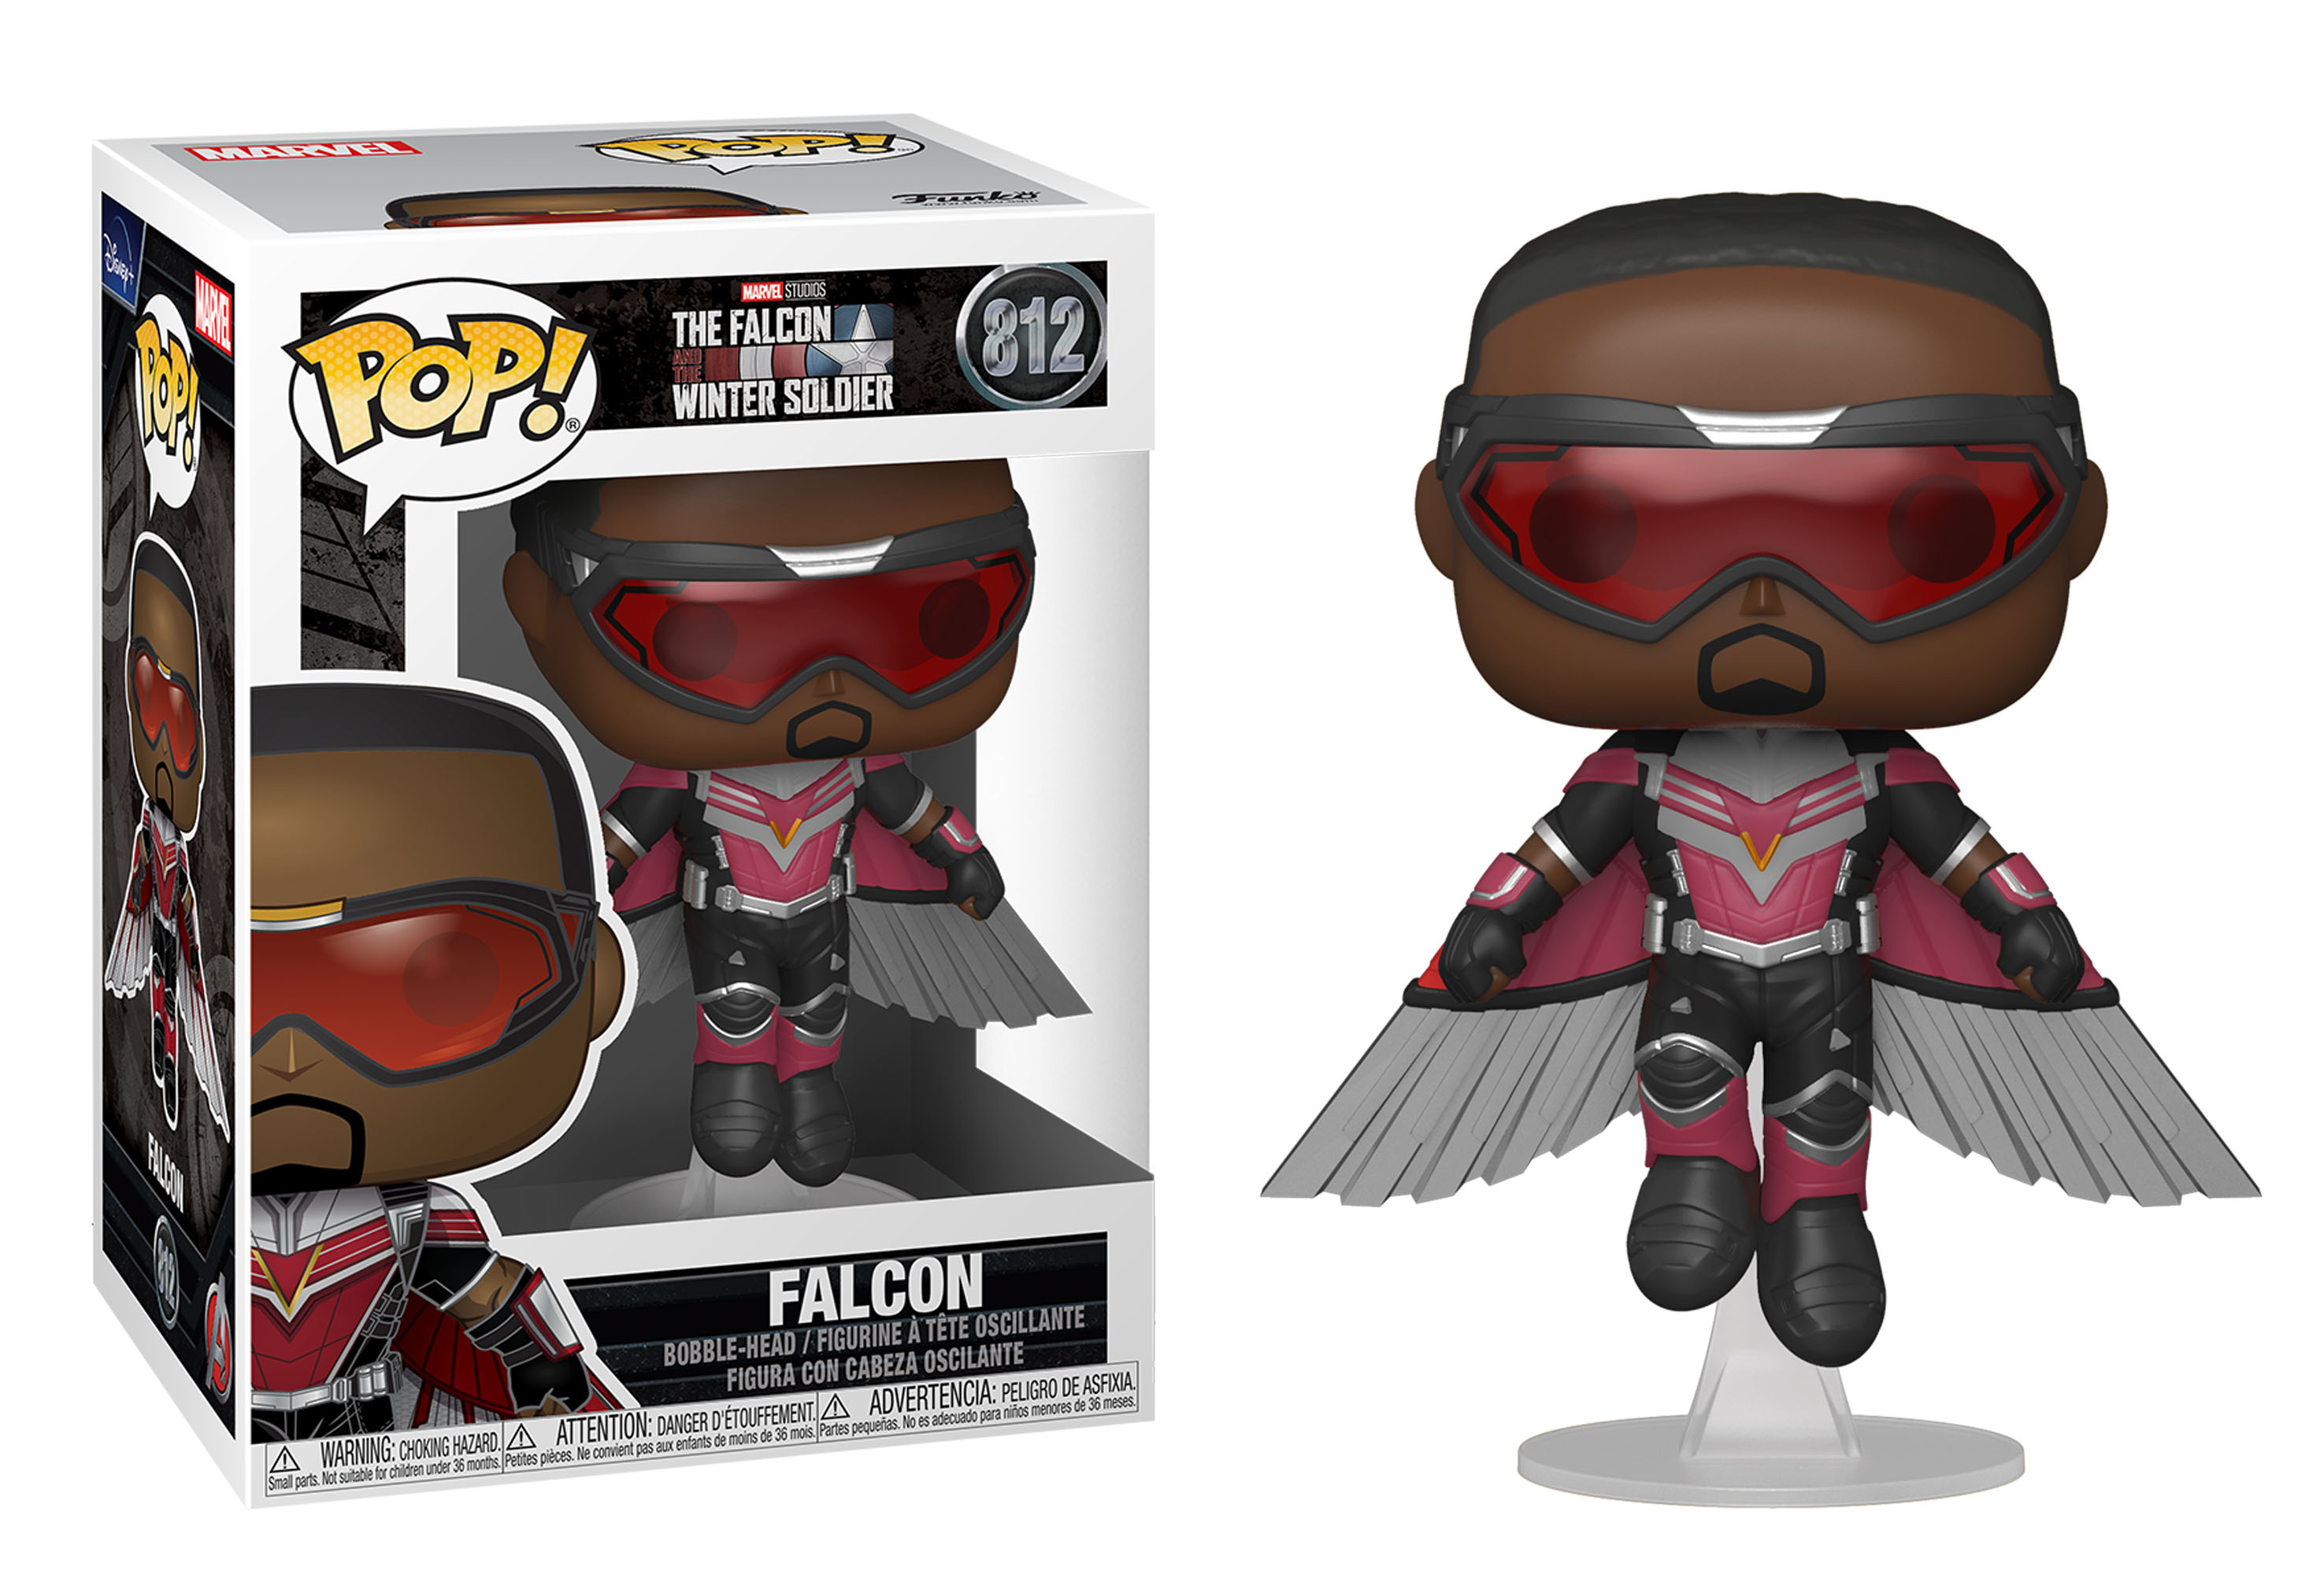 MARVEL
POP!
Funko
Disney+
MARVEL
POP!
FALCON
812
POP!®
MARVEL STUDIOS
THE FALCON
AND
THE
WINTER SOLDIER
812
FALCON
BOBBLE-HEAD / FIGURINE À TÊTE OSCILLANTE
FIGURA CON CABEZA OSCILANTE
WARNING: CHOKING HAZARD.
Small parts. Not suitable for children under 36 months.
ATTENTION: DANGER D'ÉTOUFFEMENT.
Petites pièces. Ne convient pas aux enfants de moins de 36 mois.
ADVERTENCIA: PELIGRO DE ASFIXIA.
Partes pequeñas. No es adecuado para niños menores de 36 meses.